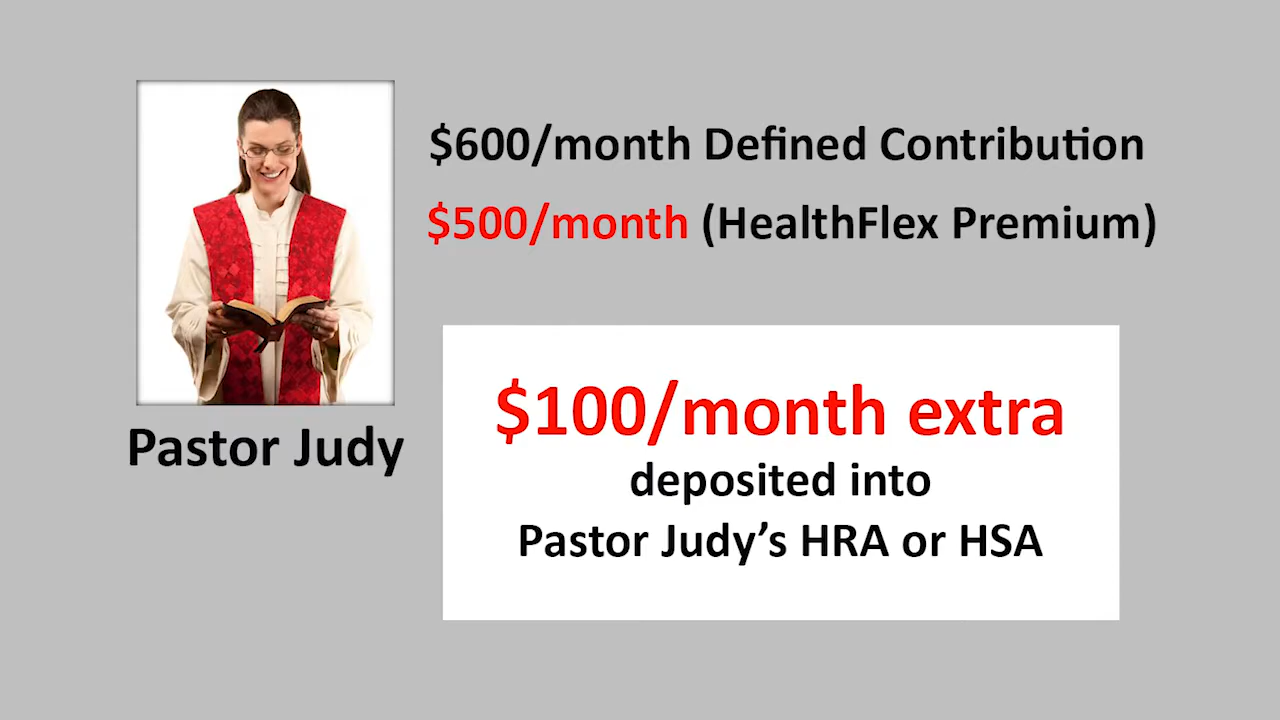 $600/month Defined Contribution
$500/month (HealthFlex Premium)
$100/month extra
deposited into
Pastor Judy’s HRA or HSA
Pastor Judy